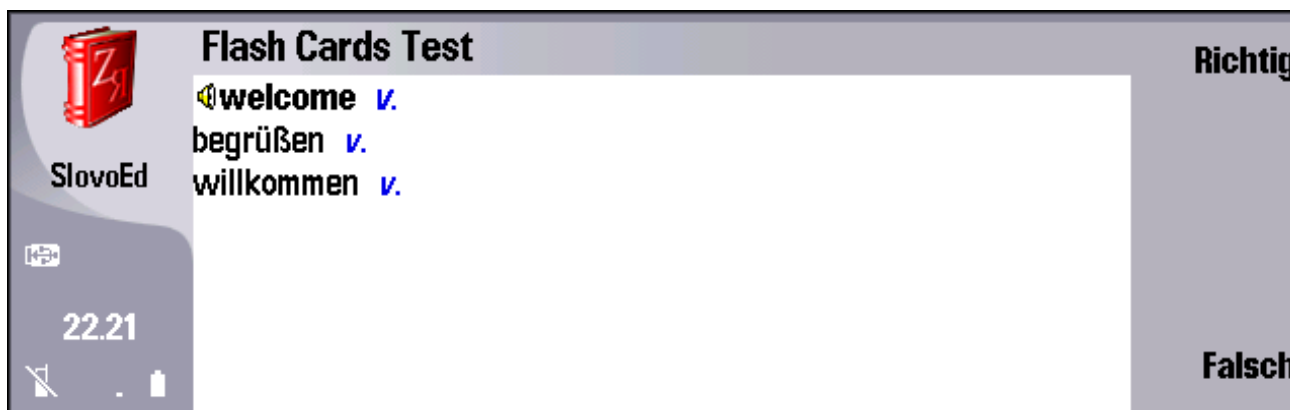 Flash Cards Test
Richtig
welcome v.
begrüßen v.
willkommen v.
SlovoEd
22.21
Falsch